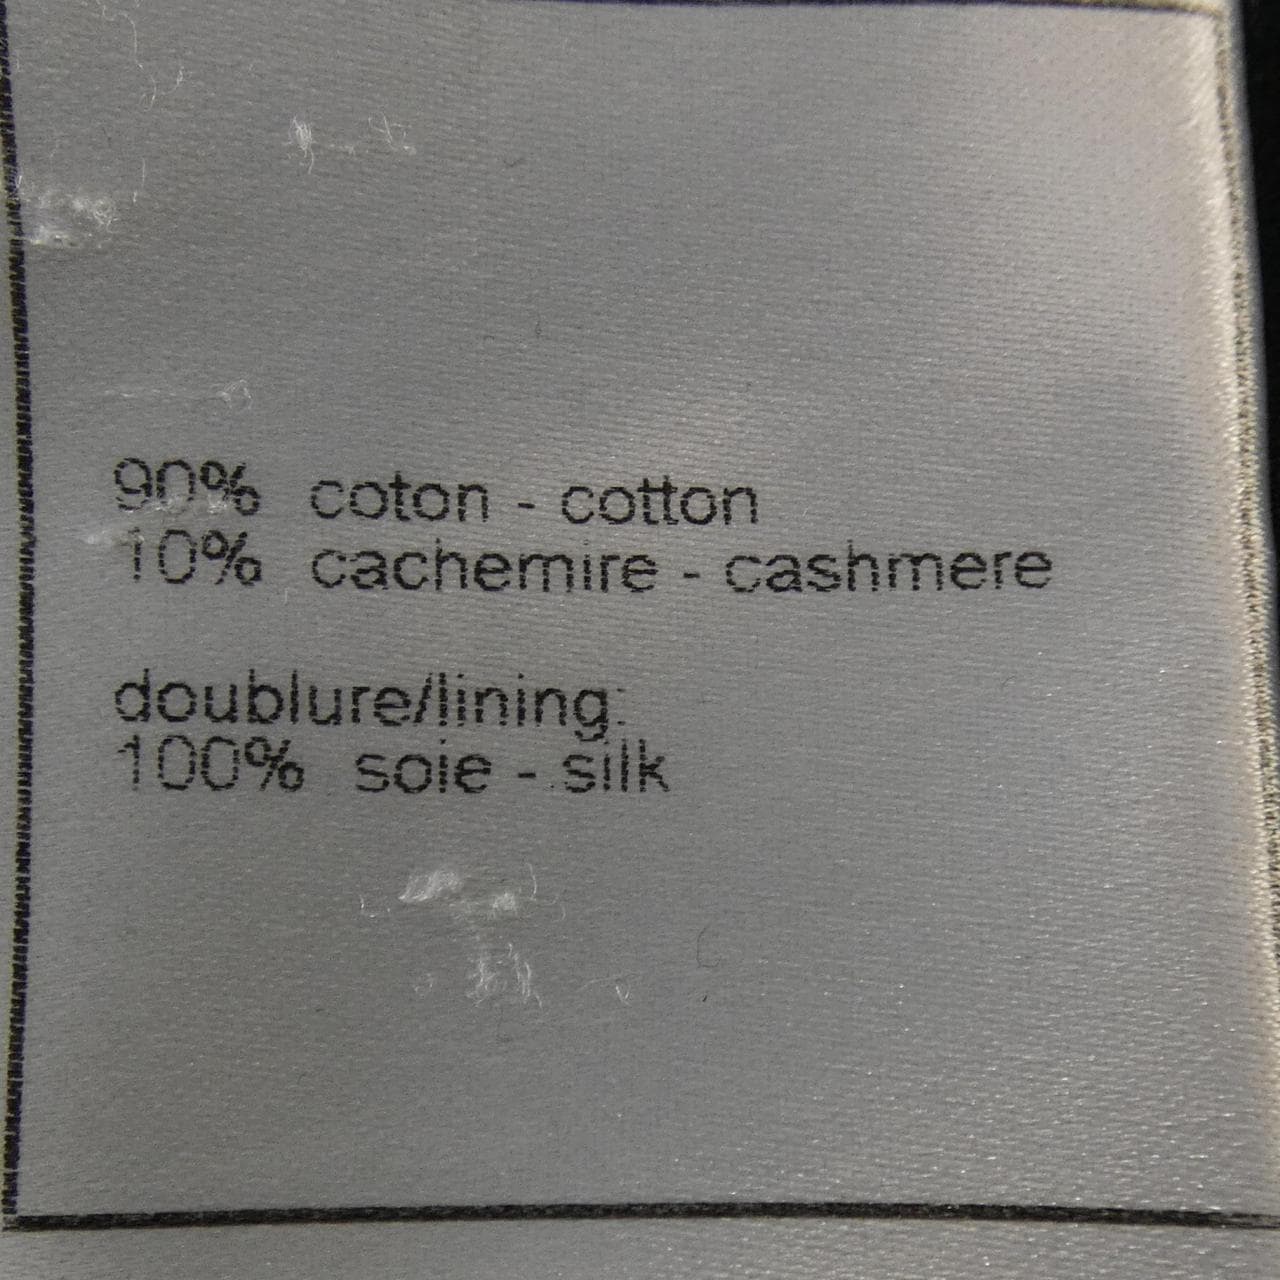 90% coton - cotton
10% cachemire - cashmere
doublure/lining:
100% soie - silk